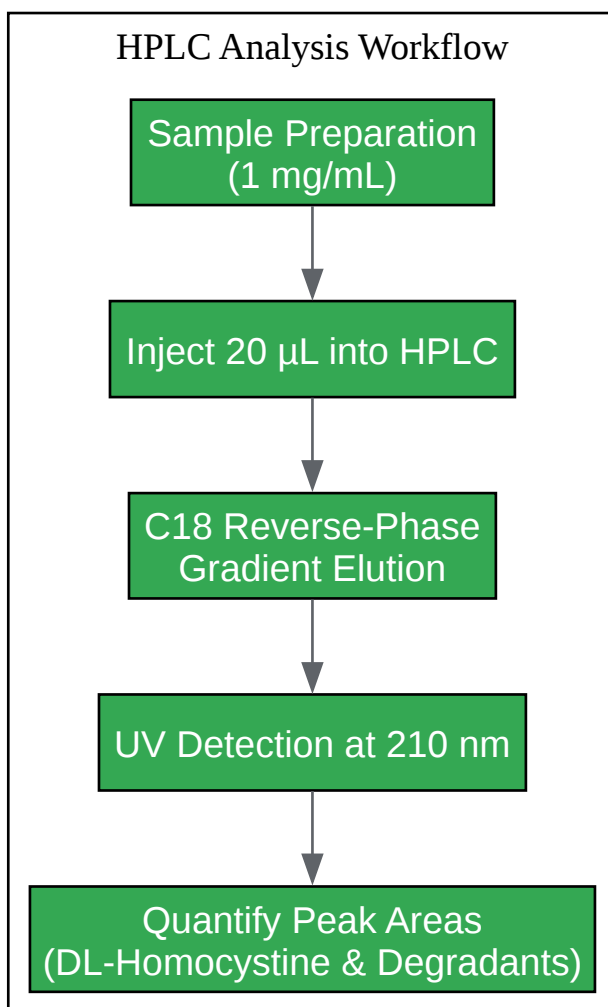 HPLC Analysis Workflow
Sample Preparation
(1 mg/mL)
Inject 20 µL into HPLC
C18 Reverse-Phase
Gradient Elution
UV Detection at 210 nm
Quantify Peak Areas
(DL-Homocystine & Degradants)